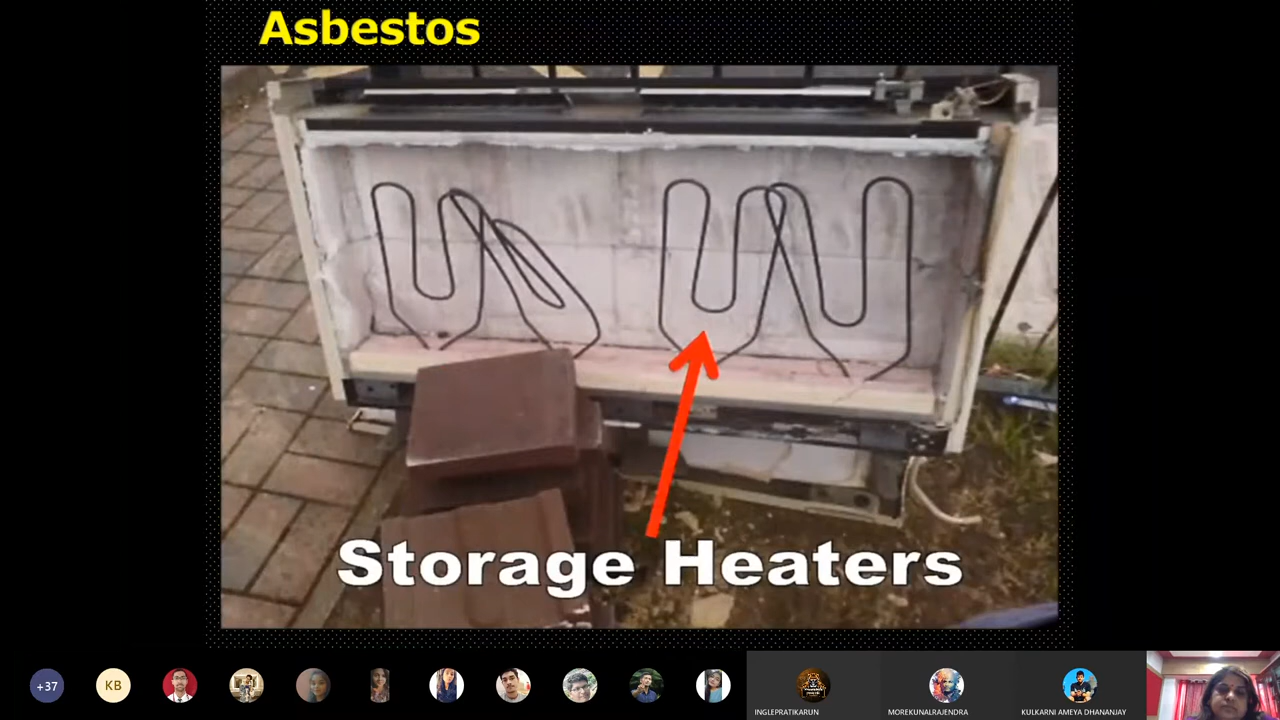 Asbestos
Storage Heaters
+37
KB
INGLEPRATIKARUN
MOREKUNALRAJENDRA
KULKARNI AMEYA DHANANJAY